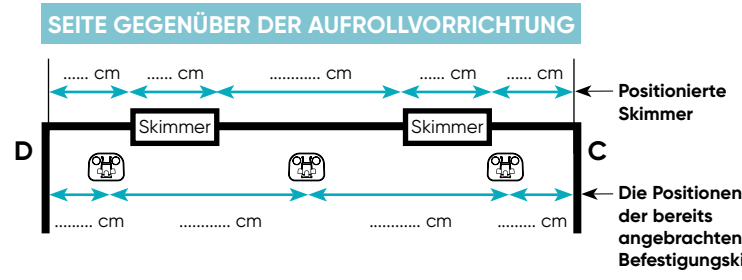 SEITE GEGENÜBER DER AUFROLLVORRICHTUNG
...... cm ...... cm ............ cm ...... cm ...... cm
Positionierte
Skimmer
Skimmer Skimmer
D C
Die Positionen
der bereits
angebrachten
Befestigungski
......... cm ............ cm ............ cm ......... cm